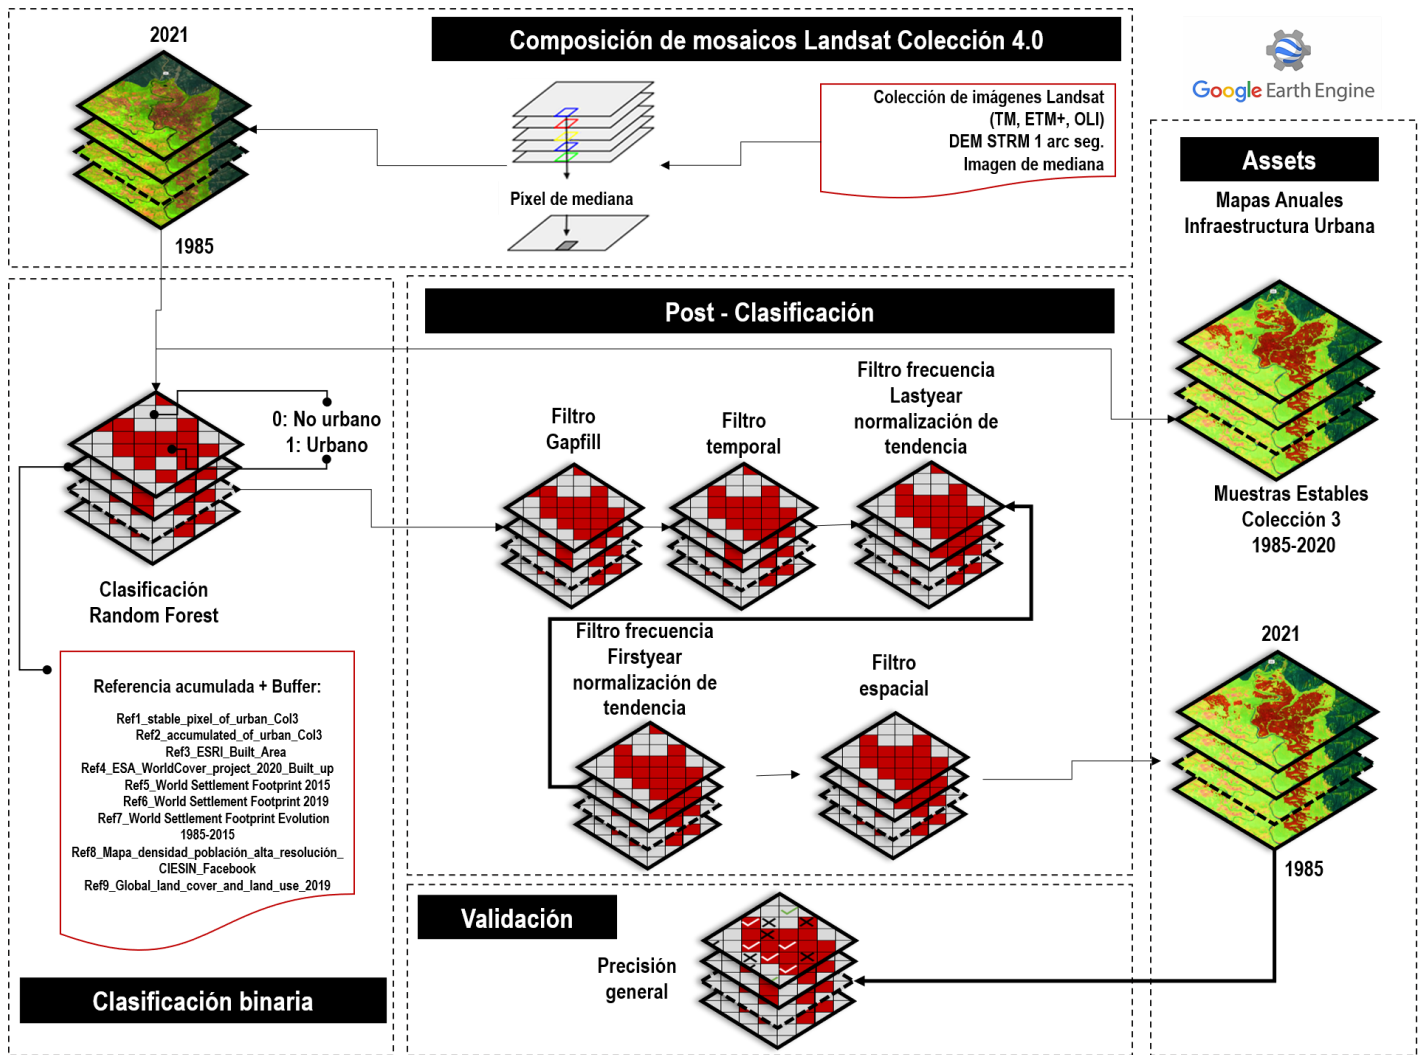 2021
Composición de mosaicos Landsat Colección 4.0
Google Earth Engine
Colección de imágenes Landsat
(TM, ETM+, OLI)
DEM STRM 1 arc seg.
Imagen de mediana
Píxel de mediana
1985
Assets
Mapas Anuales
Infraestructura Urbana
Muestras Estables
Colección 3
1985-2020
2021
1985
Post - Clasificación
0: No urbano
1: Urbano
Clasificación
Random Forest
Filtro
Gapfill
Filtro
temporal
Filtro frecuencia
Lastyear
normalización de
tendencia
Filtro frecuencia
Firstyear
normalización de
tendencia
Filtro
espacial
Referencia acumulada + Buffer:
Ref1_stable_pixel_of_urban_Col3
Ref2_accumulated_of_urban_Col3
Ref3_ESRI_Built_Area
Ref4_ESA_WorldCover_project_2020_Built_up
Ref5_World Settlement Footprint 2015
Ref6_World Settlement Footprint 2019
Ref7_World Settlement Footprint Evolution
1985-2015
Ref8_Mapa_densidad_población_alta_resolución_
CIESIN_Facebook
Ref9_Global_land_cover_and_land_use_2019
Clasificación binaria
Validación
Precisión
general